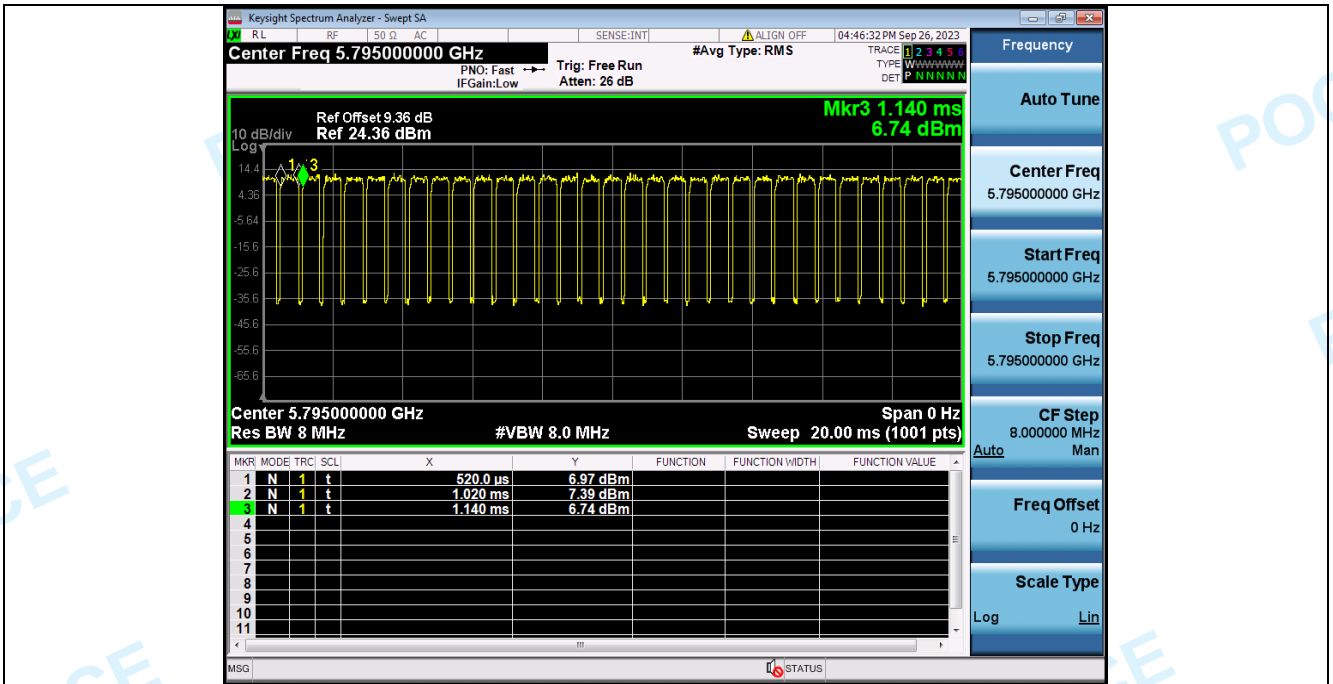 Keysight Spectrum Analyzer - Swept SA
LXI RL RF 50 Ω AC SENSE:INT ALIGN OFF 04:46:32 PM Sep 26, 2023
Center Freq 5.795000000 GHz
#Avg Type: RMS
TRACE 1 2 3 4 5 6
TYPE WWWWWW
DET P N N N N N
PNO: Fast
IFGain:Low
Trig: Free Run
Atten: 26 dB
Ref Offset 9.36 dB
10 dB/div Ref 24.36 dBm
Log
Mkr3 1.140 ms
6.74 dBm
1 3
14.4
4.36
-5.64
-15.6
-25.6
-35.6
-45.6
-55.6
-65.6
Center 5.795000000 GHz Span 0 Hz
Res BW 8 MHz #VBW 8.0 MHz Sweep 20.00 ms (1001 pts)
MKR MODE TRC SCL X Y FUNCTION FUNCTION WIDTH FUNCTION VALUE
1 N 1 t 520.0 µs 6.97 dBm
2 N 1 t 1.020 ms 7.39 dBm
3 N 1 t 1.140 ms 6.74 dBm
4
5
6
7
8
9
10
11
MSG STATUS
Frequency
Auto Tune
Center Freq
5.795000000 GHz
Start Freq
5.795000000 GHz
Stop Freq
5.795000000 GHz
CF Step
8.000000 MHz
Auto Man
Freq Offset
0 Hz
Scale Type
Log Lin